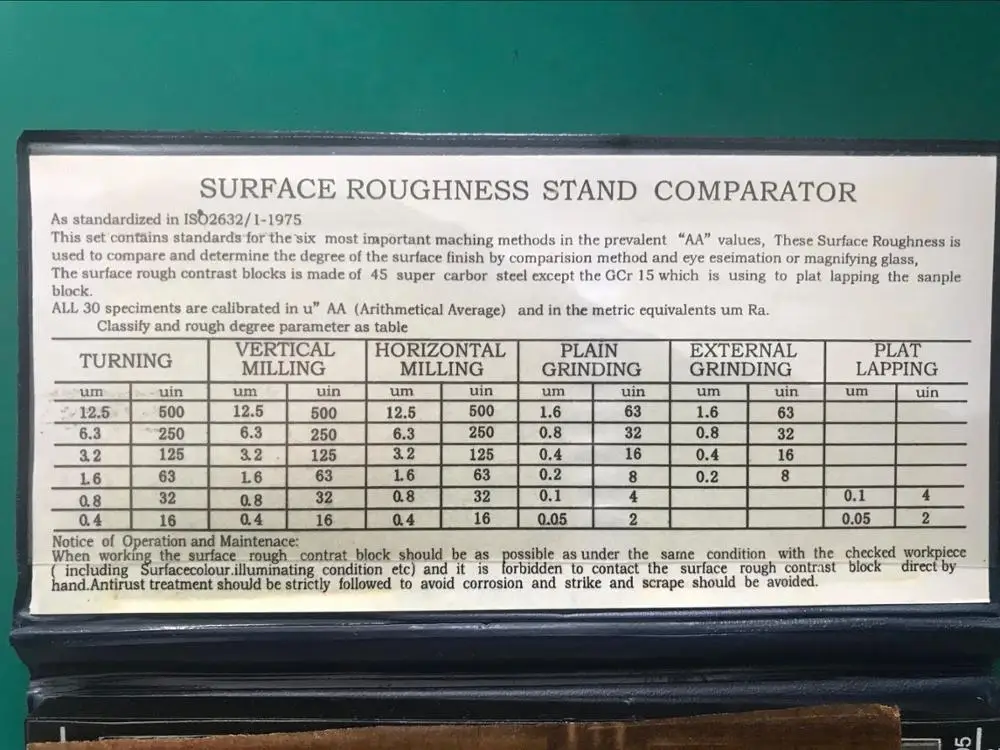 SURFACE ROUGHNESS STAND COMPARATOR
As standardized in ISO2632/1-1975
This set contains standards for the six most important maching methods in the prevalent “AA” values, These Surface Roughness is
used to compare and determine the degree of the surface finish by comparision method and eye eseimation or magnifying glass,
The surface rough contrast blocks is made of 45 super carbor steel except the GCr 15 which is using to plat lapping the sanple
block.
ALL 30 speciments are calibrated in u” AA (Arithmetical Average) and in the metric equivalents um Ra.
Classify and rough degree parameter as table
TURNING VERTICAL MILLING HORIZONTAL MILLING PLAIN GRINDING EXTERNAL GRINDING PLAT LAPPING
um uin um uin um uin um uin um uin um uin
12.5 500 12.5 500 12.5 500 1.6 63 1.6 63
6.3 250 6.3 250 6.3 250 0.8 32 0.8 32
3.2 125 3.2 125 3.2 125 0.4 16 0.4 16
1.6 63 1.6 63 1.6 63 0.2 8 0.2 8
0.8 32 0.8 32 0.8 32 0.1 4 0.1 4
0.4 16 0.4 16 0.4 16 0.05 2 0.05 2
Notice of Operation and Maintenace:
When working the surface rough contrat block should be as possible as under the same condition with the checked workpiece
( including Surfacecolour.illuminating condition etc) and it is forbidden to contact the surface rough contrast block direct by
hand.Antirust treatment should be strictly followed to avoid corrosion and strike and scrape should be avoided.
5